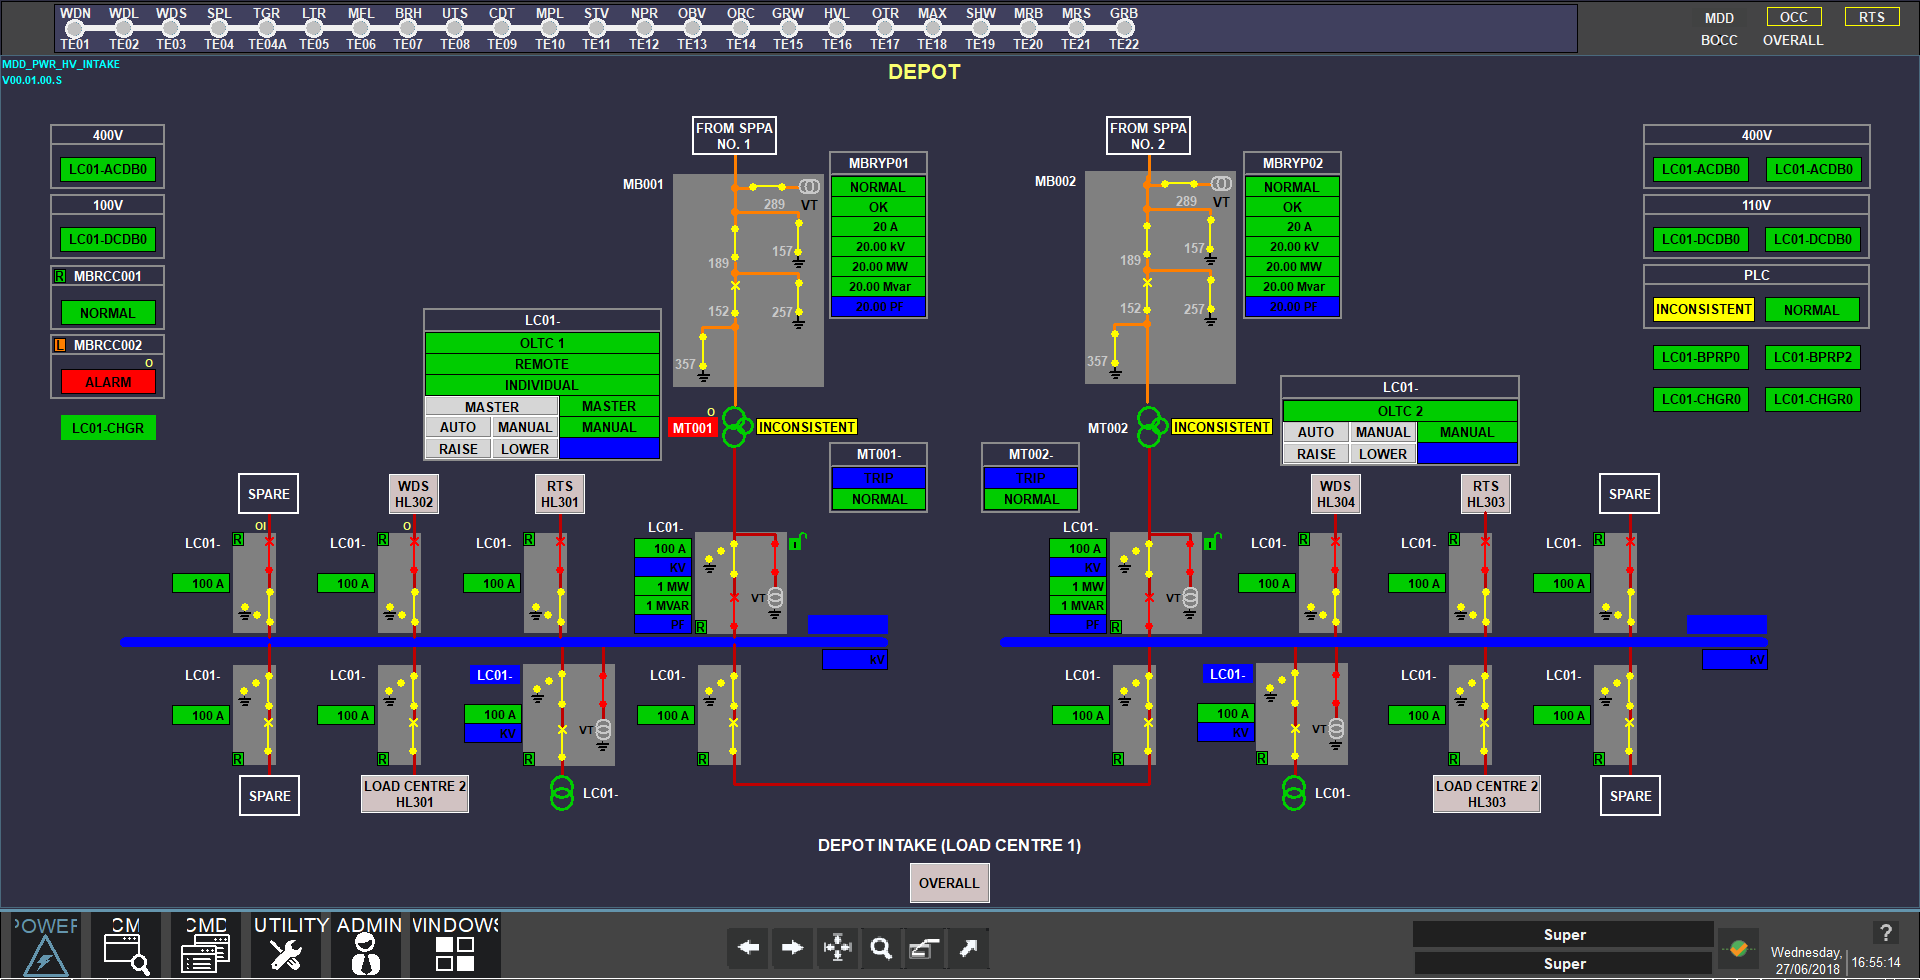 WDN WDL WDS SPL TGR LTR MFL BRH UTS CDT MPL STV NPR OBV ORC GRW HVL OTR MAX SHW MRB MRS GRB
TE01 TE02 TE03 TE04 TE04A TE05 TE06 TE07 TE08 TE09 TE10 TE11 TE12 TE13 TE14 TE15 TE16 TE17 TE18 TE19 TE20 TE21 TE22
MDD OCC RTS
BOCC OVERALL
MDD_PWR_HV_INTAKE
V00.01.00.S
DEPOT
400V
LC01-ACDB0
100V
LC01-DCDB0
R MBRCC001
NORMAL
L MBRCC002
O
ALARM
LC01-CHGR
FROM SPPA
NO. 1
MB001
VT
289
157
189
152
257
357
MBRYP01
NORMAL
OK
20 A
20.00 kV
20.00 MW
20.00 Mvar
20.00 PF
LC01-
OLTC 1
REMOTE
INDIVIDUAL
MASTER MASTER
AUTO MANUAL MANUAL
RAISE LOWER
O
MT001 INCONSISTENT
MT001-
TRIP
NORMAL
FROM SPPA
NO. 2
MB002
VT
289
157
189
152
257
357
MBRYP02
NORMAL
OK
20 A
20.00 kV
20.00 MW
20.00 Mvar
20.00 PF
MT002 INCONSISTENT
MT002-
TRIP
NORMAL
LC01-
OLTC 2
AUTO MANUAL MANUAL
RAISE LOWER
400V
LC01-ACDB0 LC01-ACDB0
110V
LC01-DCDB0 LC01-DCDB0
PLC
INCONSISTENT NORMAL
LC01-BPRP0 LC01-BPRP2
LC01-CHGR0 LC01-CHGR0
SPARE
OI
LC01- R
100 A
WDS
HL302
O
LC01- R
100 A
RTS
HL301
LC01- R
100 A
LC01-
100 A
KV
1 MW
1 MVAR
PF
R
VT
kV
LC01-
100 A
KV
1 MW
1 MVAR
PF
R
VT
WDS
HL304
LC01- R
100 A
RTS
HL303
LC01- R
100 A
SPARE
LC01- R
100 A
kV
LC01-
100 A
R
SPARE
LC01-
100 A
R
LOAD CENTRE 2
HL301
LC01-
100 A
KV
VT
R
LC01-
LC01-
100 A
R
LC01-
100 A
R
LC01-
100 A
KV
VT
R
LC01-
LC01-
100 A
R
LOAD CENTRE 2
HL303
LC01-
100 A
R
SPARE
DEPOT INTAKE (LOAD CENTRE 1)
OVERALL
POWER CM CMD UTILITY ADMIN WINDOWS
Super
Super
?
Wednesday,
27/06/2018
16:55:14